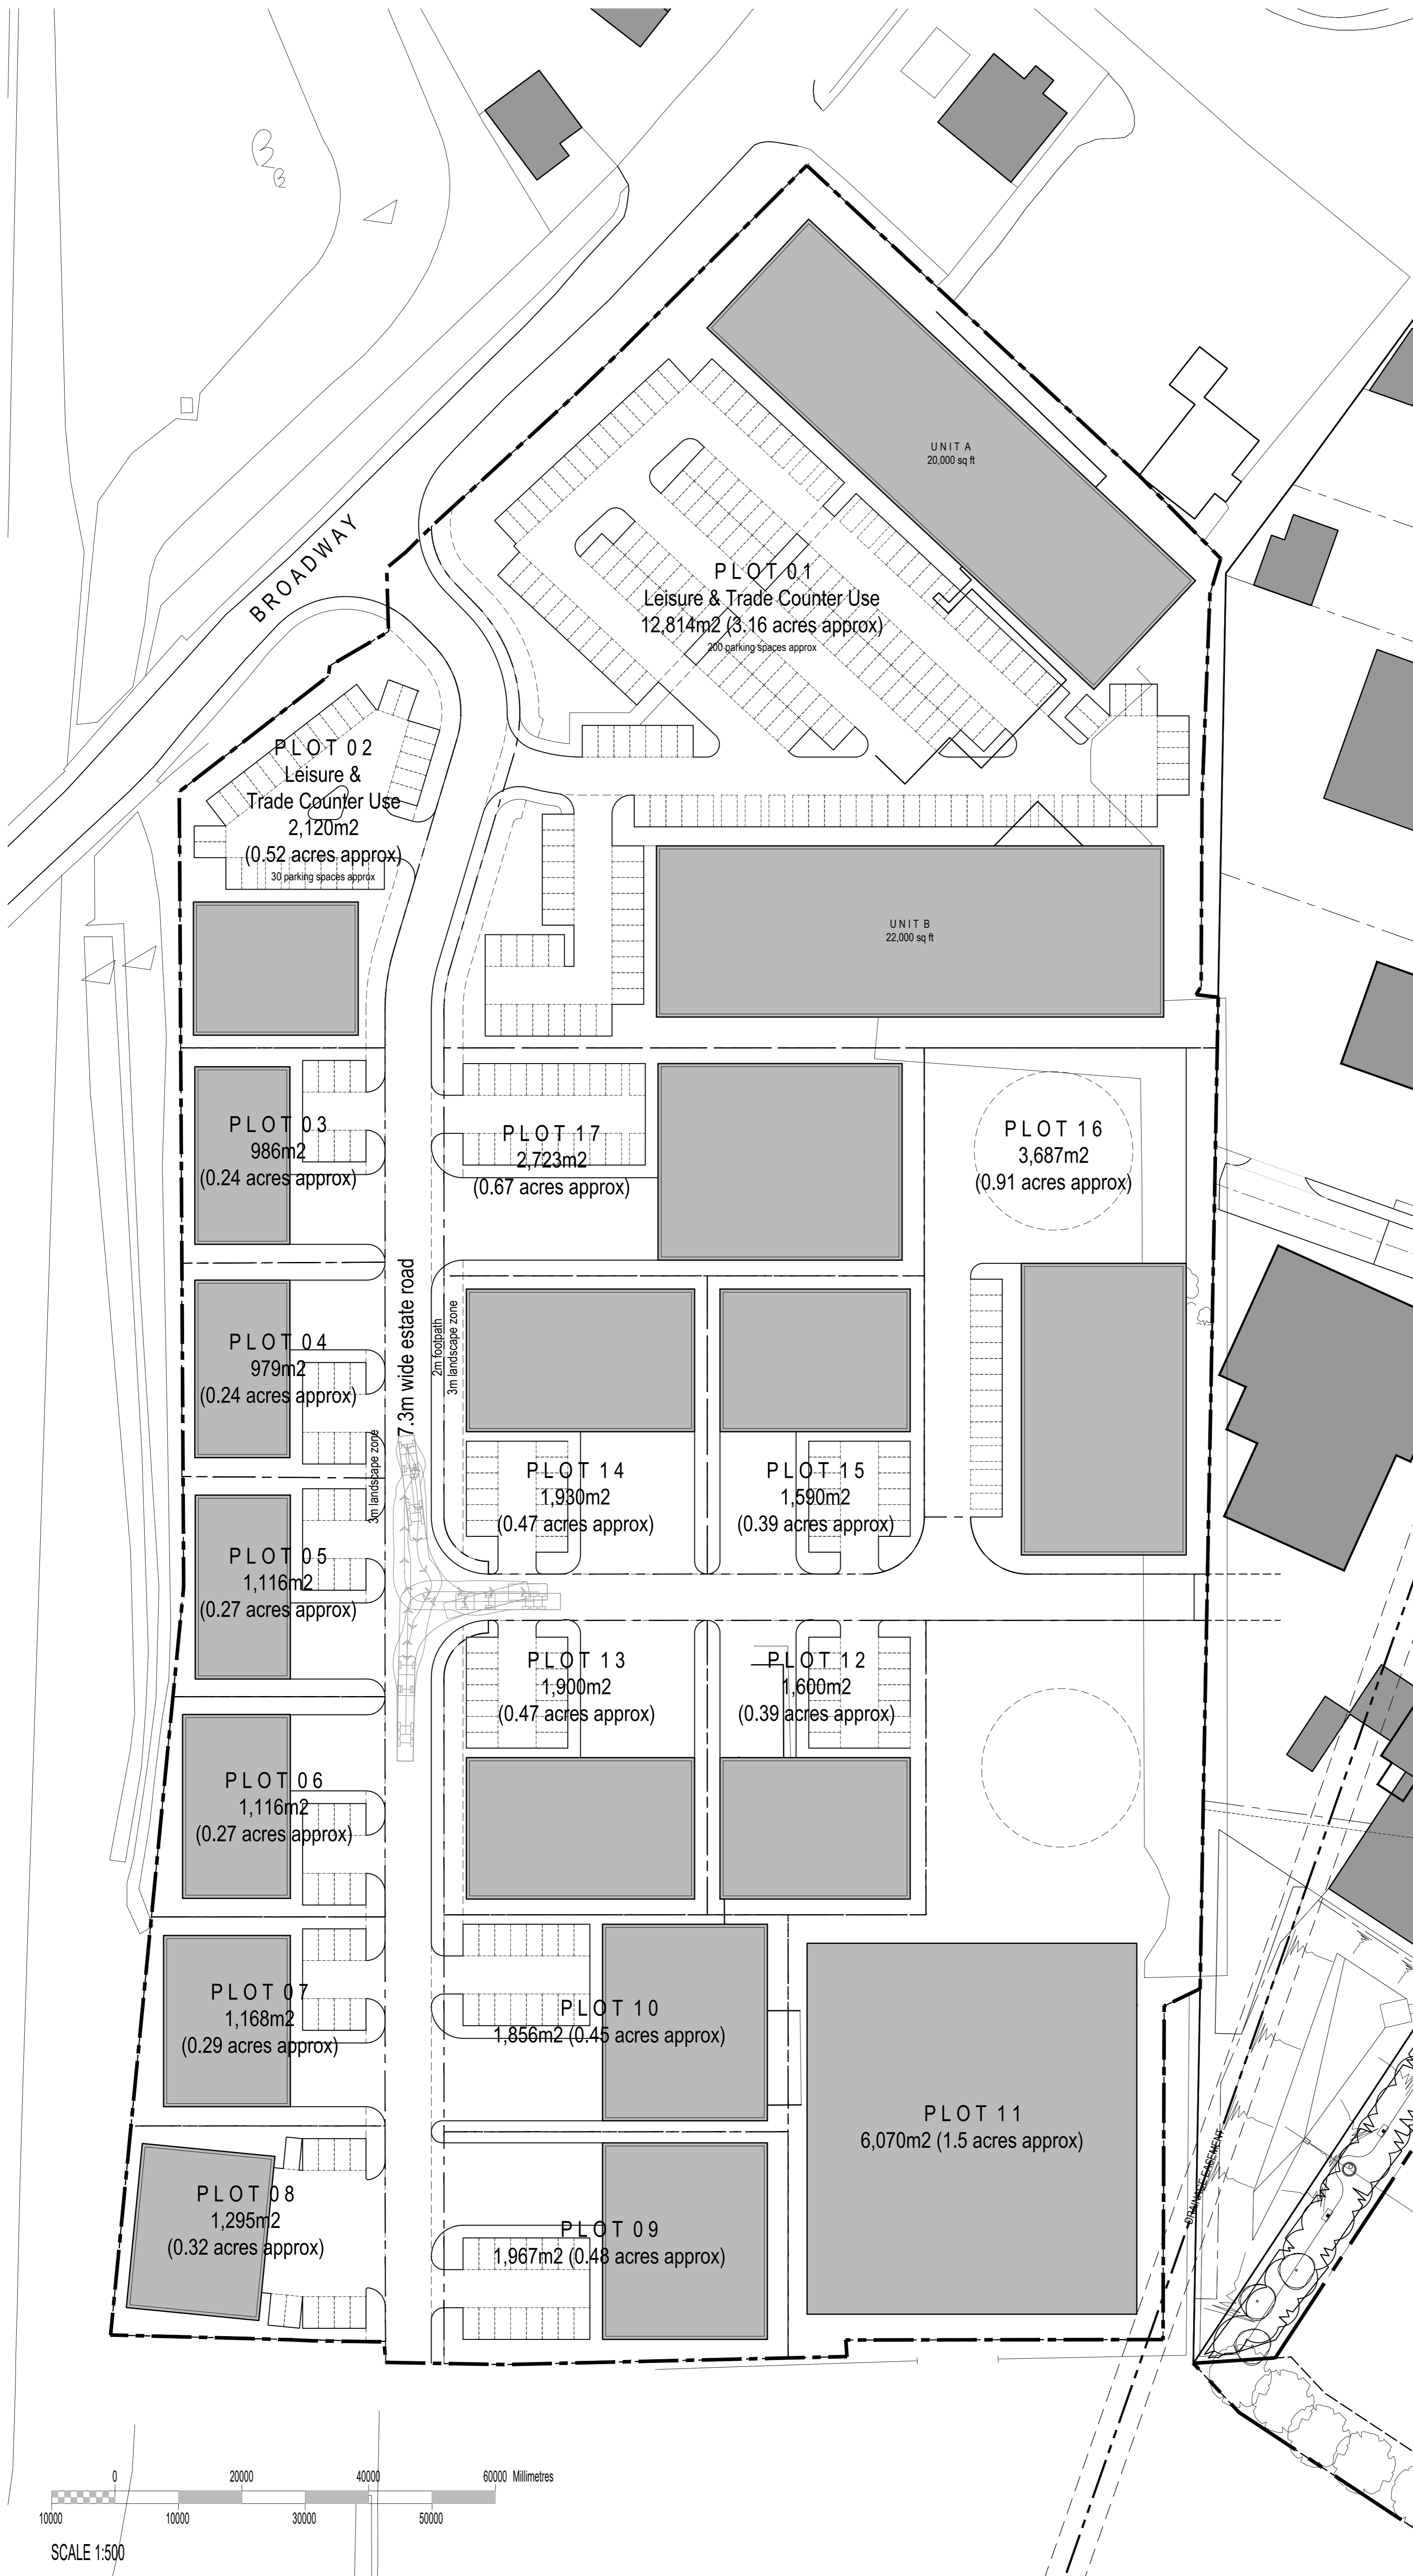 UNIT A
20,000 sq ft
BROADWAY
PLOT 01
Leisure & Trade Counter Use
12,814m2 (3.16 acres approx)
200 parking spaces approx
PLOT 02
Leisure &
Trade Counter Use
2,120m2
(0.52 acres approx)
30 parking spaces approx
UNIT B
22,000 sq ft
PLOT 03
986m2
(0.24 acres approx)
PLOT 17
2,723m2
(0.67 acres approx)
PLOT 16
3,687m2
(0.91 acres approx)
7.3m wide estate road
2m footpath
3m landscape zone
PLOT 04
979m2
(0.24 acres approx)
3m landscape zone
PLOT 14
1,930m2
(0.47 acres approx)
PLOT 15
1,590m2
(0.39 acres approx)
PLOT 05
1,116m2
(0.27 acres approx)
PLOT 13
1,900m2
(0.47 acres approx)
PLOT 12
1,600m2
(0.39 acres approx)
PLOT 06
1,116m2
(0.27 acres approx)
PLOT 07
1,168m2
(0.29 acres approx)
PLOT 10
1,856m2 (0.45 acres approx)
PLOT 11
6,070m2 (1.5 acres approx)
DRAINAGE EASEMENT
PLOT 08
1,295m2
(0.32 acres approx)
PLOT 09
1,967m2 (0.48 acres approx)
0 20000 40000 60000 Millimetres
10000 10000 30000 50000
SCALE 1:500